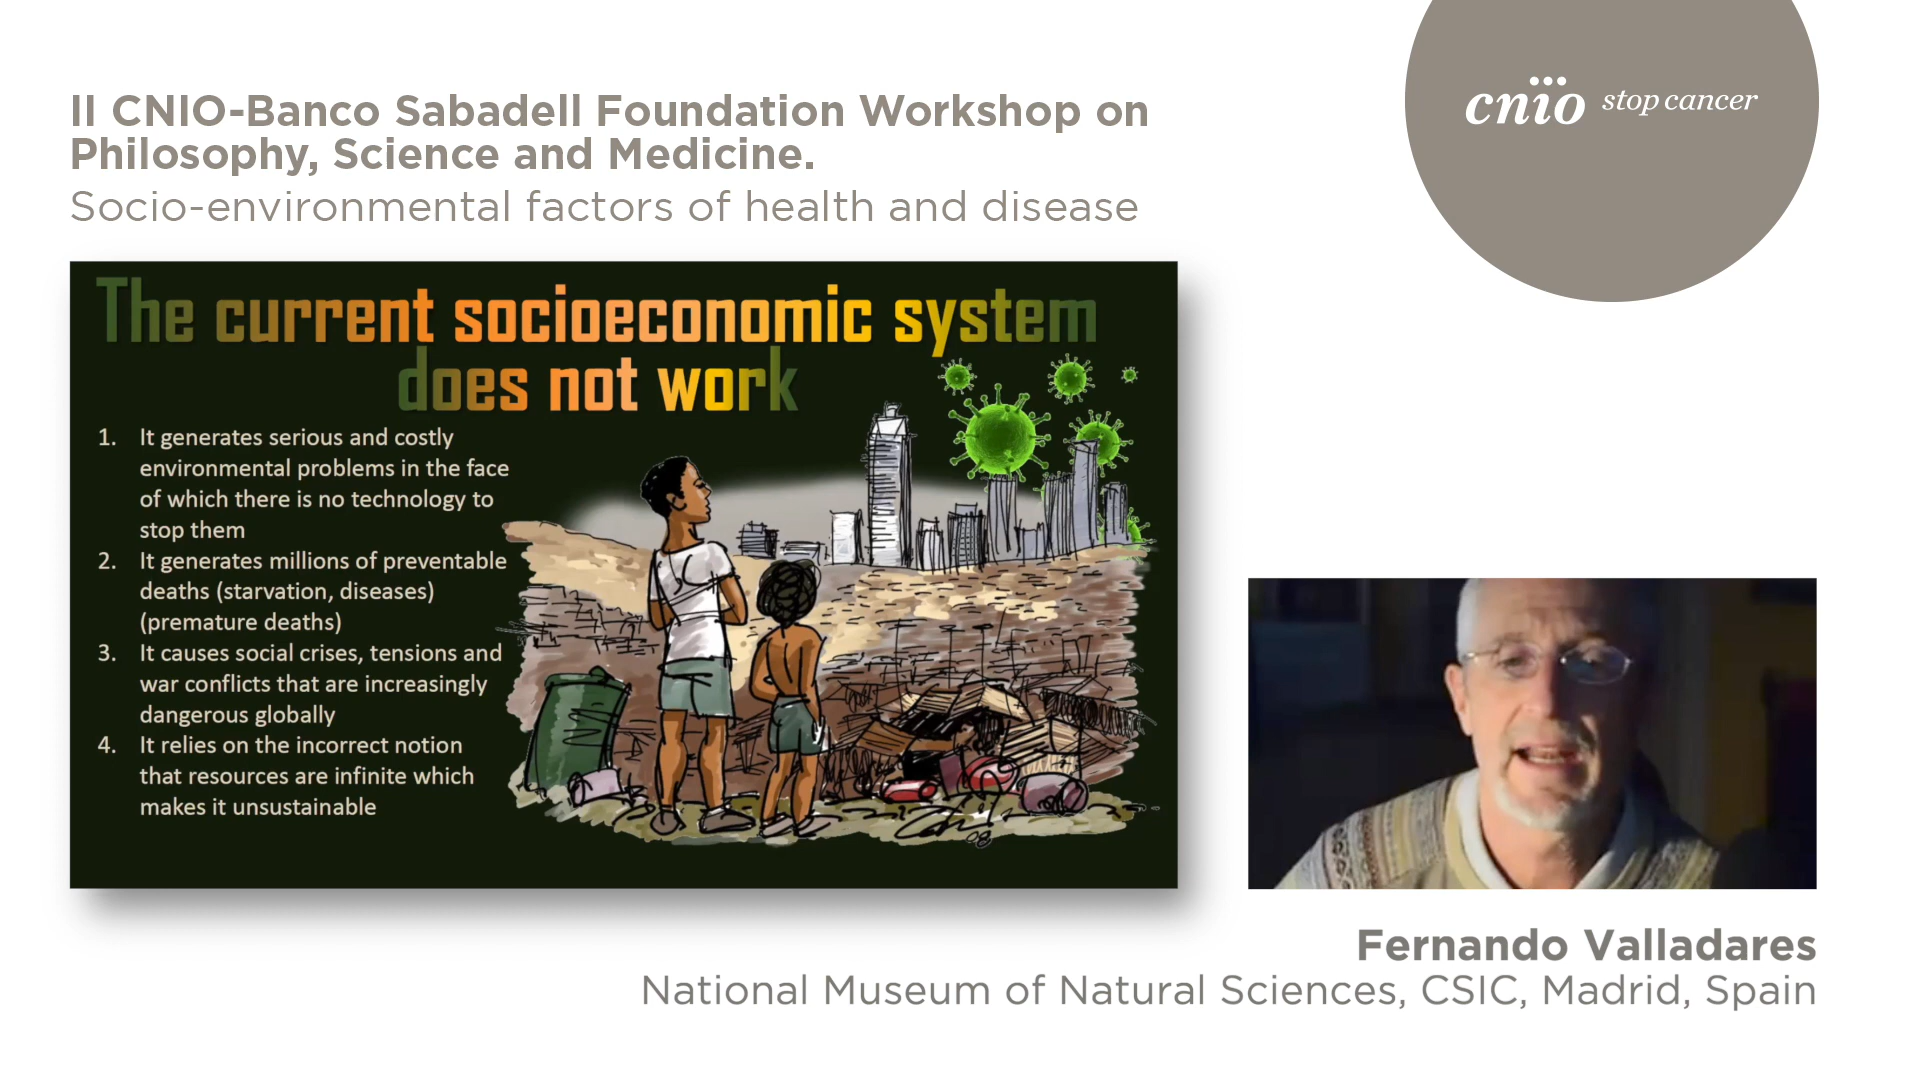 II CNIO-Banco Sabadell Foundation Workshop on
Philosophy, Science and Medicine.
Socio-environmental factors of health and disease
cnio stop cancer
The current socioeconomic system
does not work
1. It generates serious and costly
environmental problems in the face
of which there is no technology to
stop them
2. It generates millions of preventable
deaths (starvation, diseases)
(premature deaths)
3. It causes social crises, tensions and
war conflicts that are increasingly
dangerous globally
4. It relies on the incorrect notion
that resources are infinite which
makes it unsustainable
08
Fernando Valladares
National Museum of Natural Sciences, CSIC, Madrid, Spain